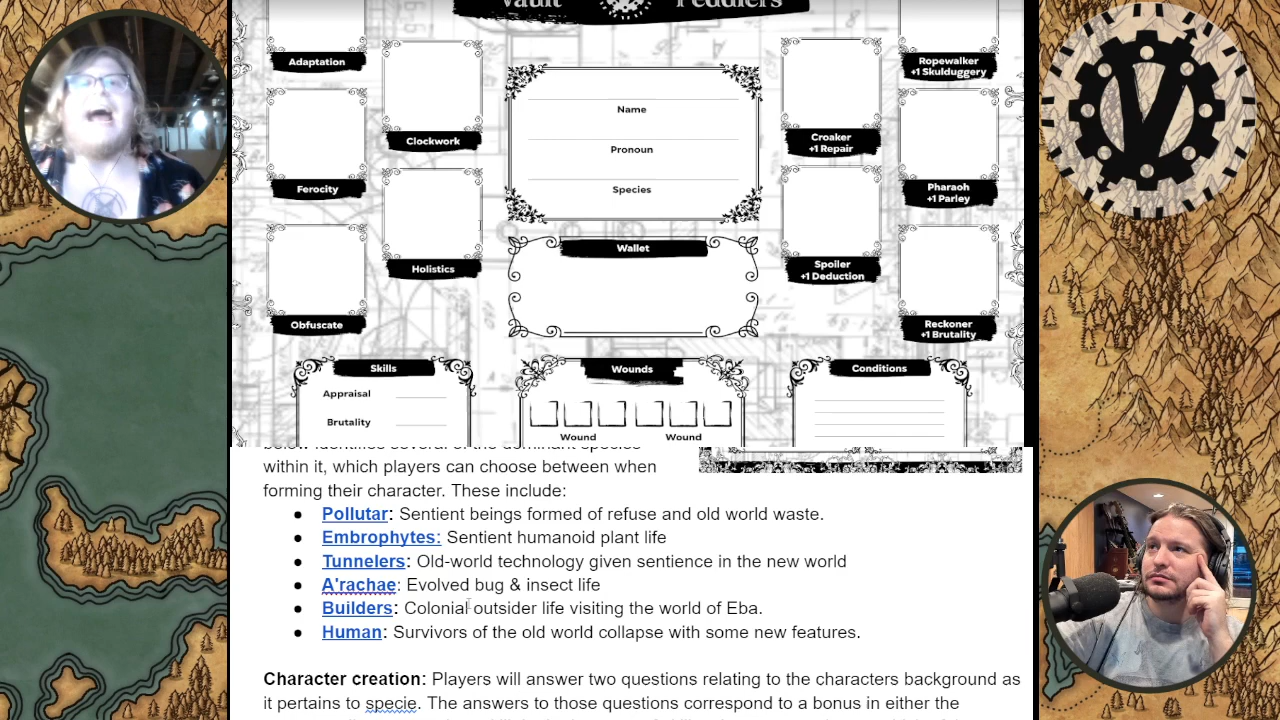 Vault Peddlers
Adaptation
Clockwork
Ferocity
Holistics
Obfuscate
Name
Pronoun
Species
Wallet
Ropewalker
+1 Skulduggery
Croaker
+1 Repair
Pharaoh
+1 Parley
Spoiler
+1 Deduction
Reckoner
+1 Brutality
Skills
Appraisal
Brutality
Wounds
Wound Wound
Conditions
within it, which players can choose between when
forming their character. These include:
● Pollutar: Sentient beings formed of refuse and old world waste.
● Embrophytes: Sentient humanoid plant life
● Tunnelers: Old-world technology given sentience in the new world
● A'rachae: Evolved bug & insect life
● Builders: Colonial outsider life visiting the world of Eba.
● Human: Survivors of the old world collapse with some new features.
Character creation: Players will answer two questions relating to the characters background as
it pertains to specie. The answers to those questions correspond to a bonus in either the